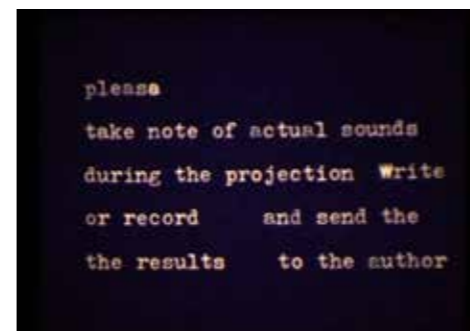 pleasa
take note of actual sounds
during the projection Write
or record and send the
the results to the author